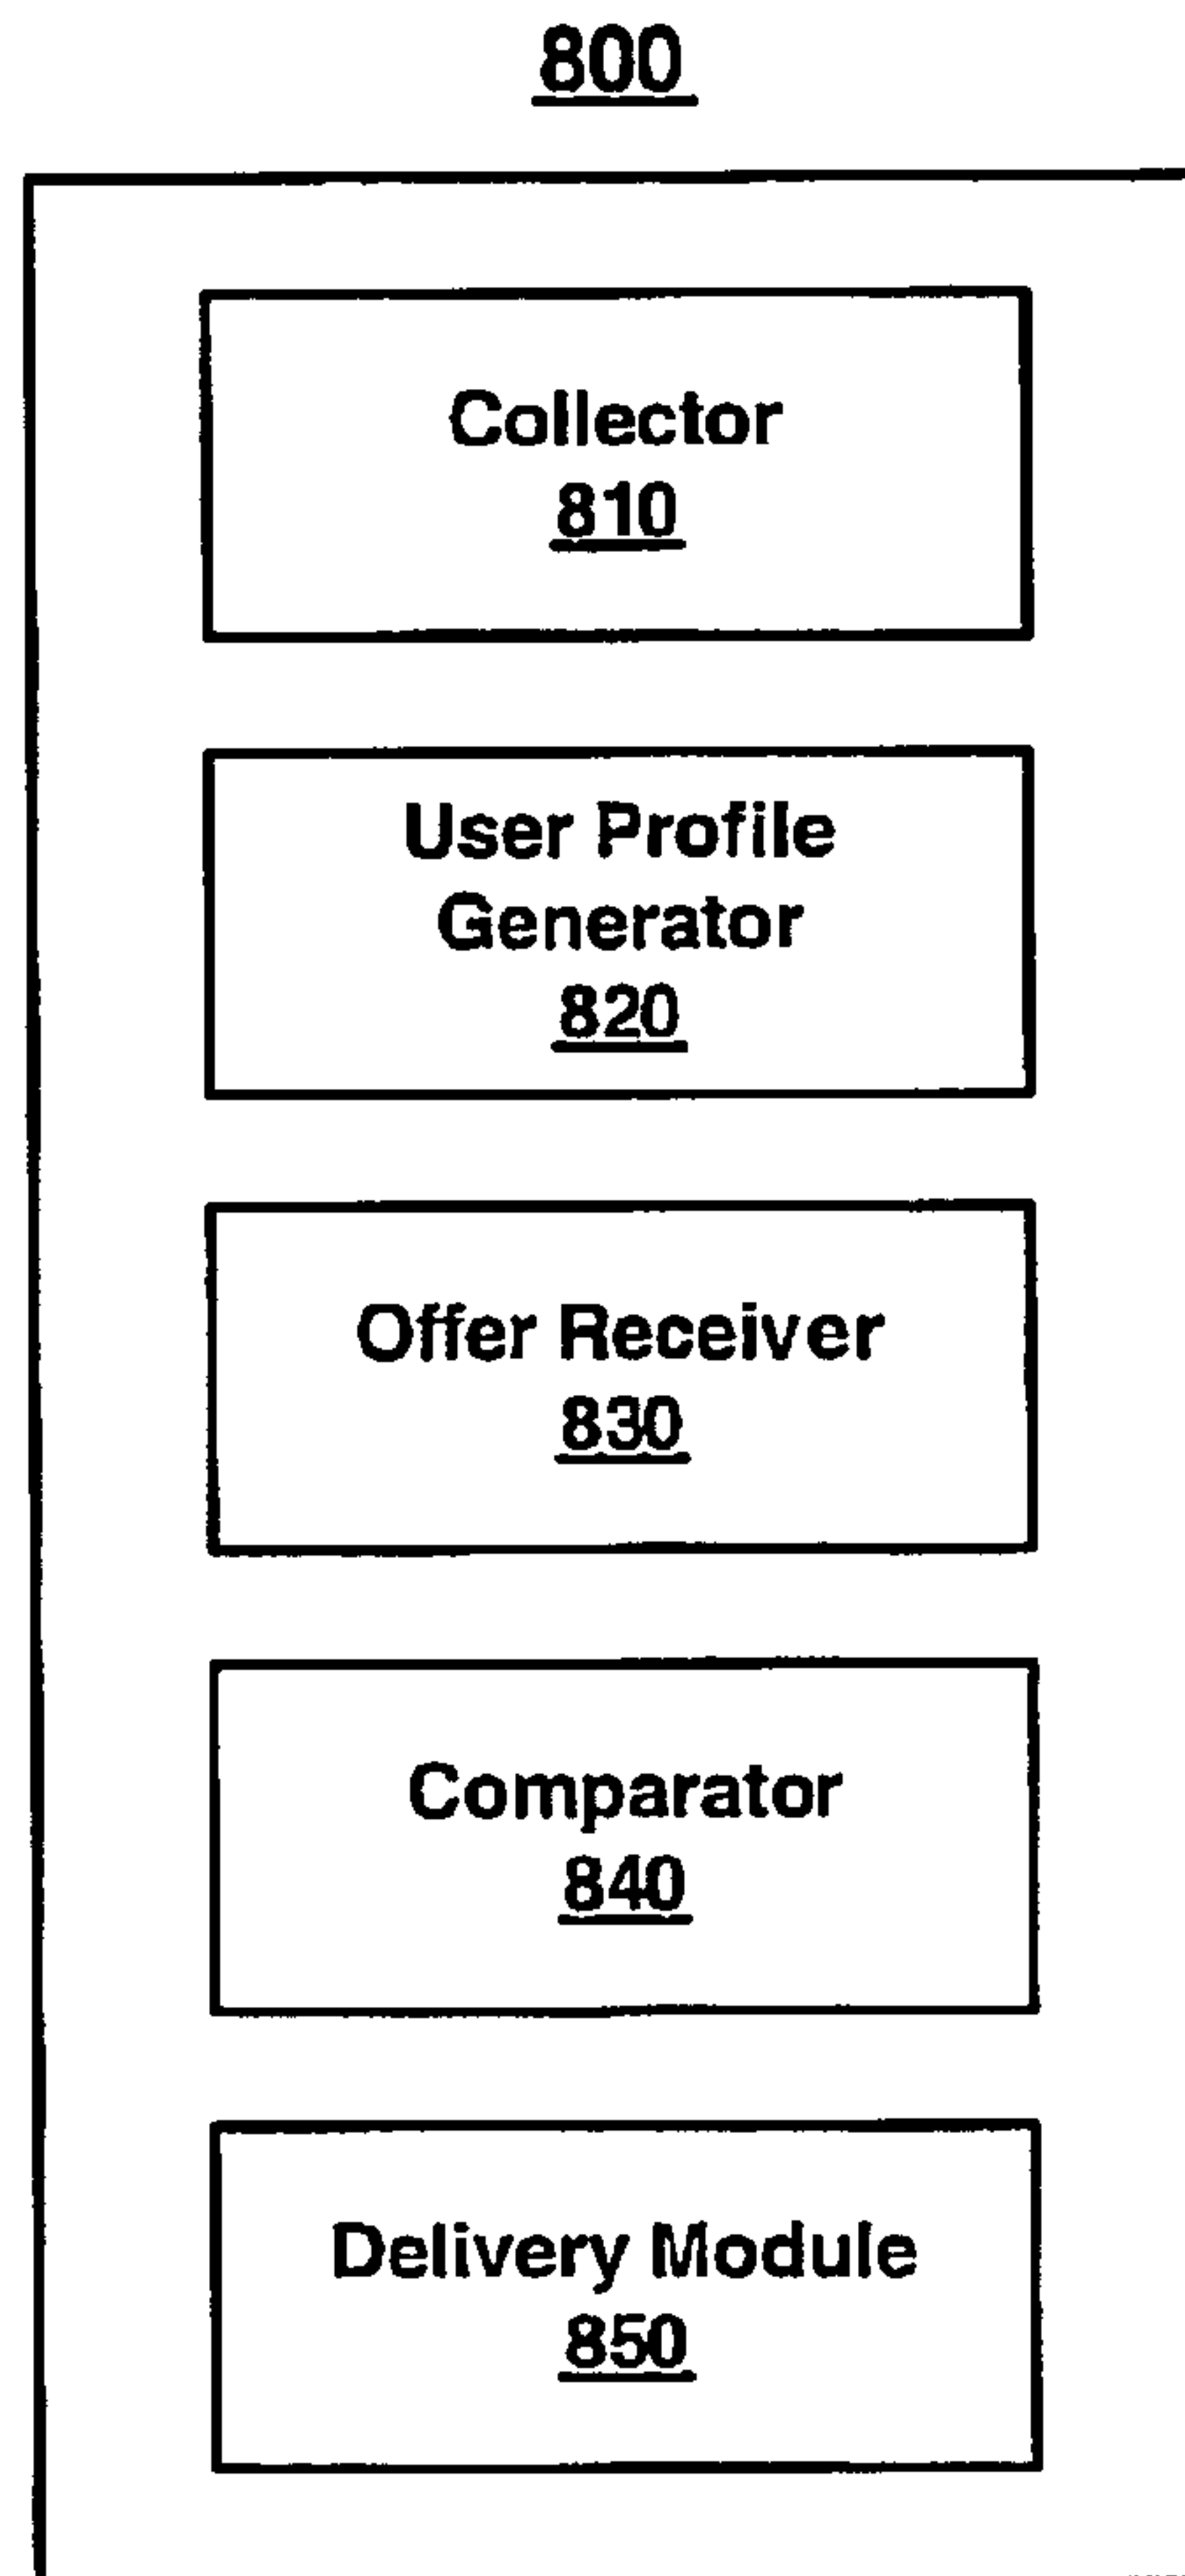 800
Collector
810
User Profile
Generator
820
Offer Receiver
830
Comparator
840
Delivery Module
850